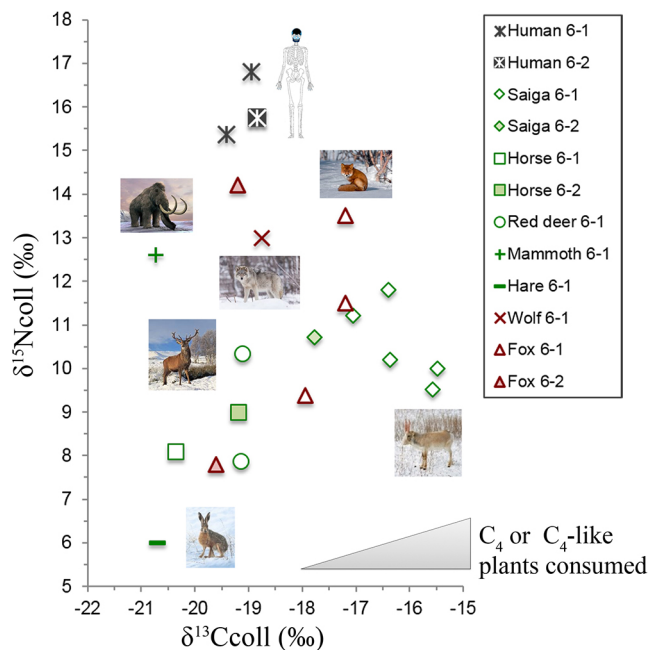 18
17
16
15
14
13
12
11
10
9
8
7
6
5
δ¹⁵Ncoll (‰)
-22 -21 -20 -19 -18 -17 -16 -15
δ¹³Ccoll (‰)
Human 6-1
Human 6-2
Saiga 6-1
Saiga 6-2
Horse 6-1
Horse 6-2
Red deer 6-1
Mammoth 6-1
Hare 6-1
Wolf 6-1
Fox 6-1
Fox 6-2
C₄ or C₄-like
plants consumed